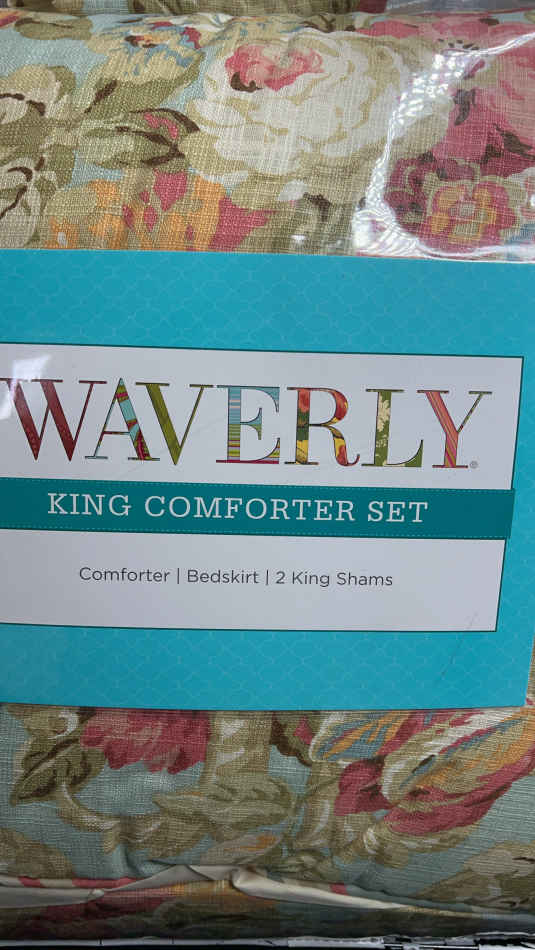 WAVERLY®
KING COMFORTER SET
Comforter | Bedskirt | 2 King Shams